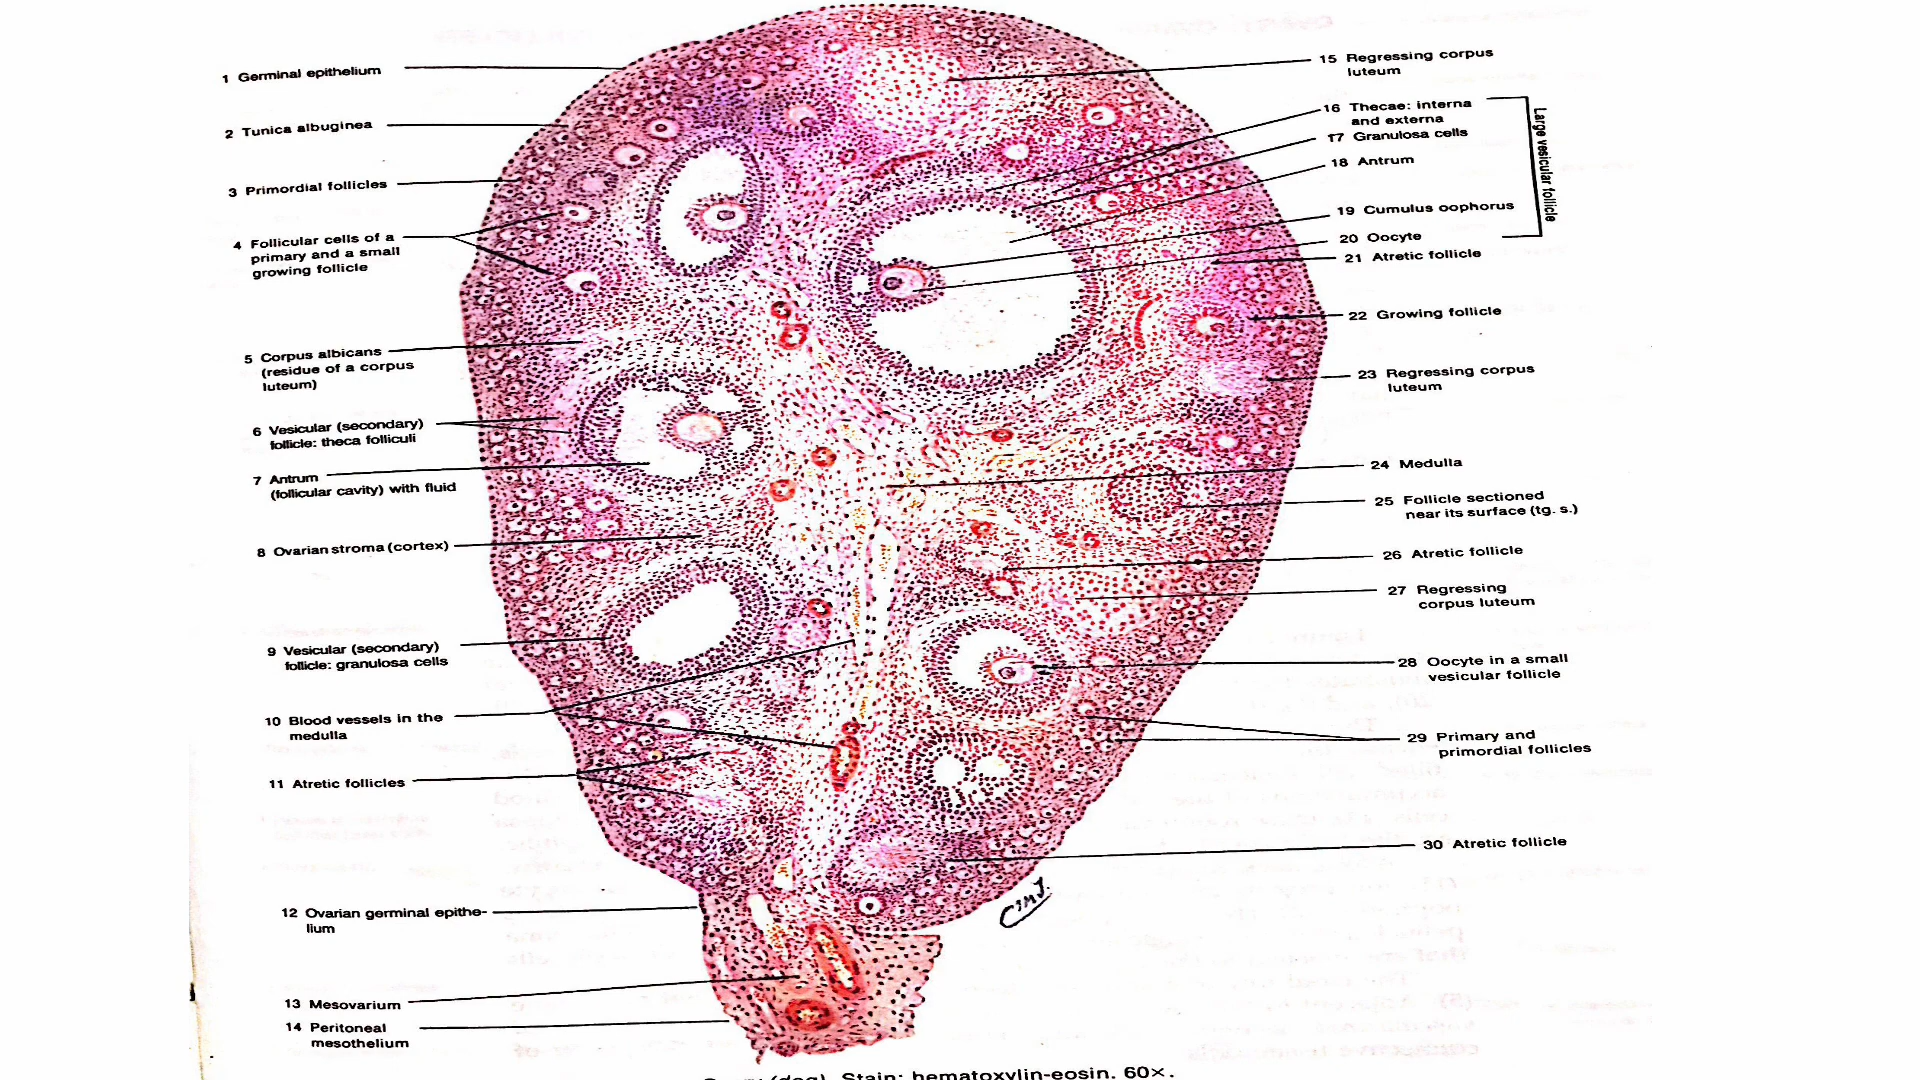 1 Germinal epithelium
2 Tunica albuginea
3 Primordial follicles
4 Follicular cells of a
primary and a small
growing follicle
5 Corpus albicans
(residue of a corpus
luteum)
6 Vesicular (secondary)
follicle: theca folliculi
7 Antrum
(follicular cavity) with fluid
8 Ovarian stroma (cortex)
9 Vesicular (secondary)
follicle: granulosa cells
10 Blood vessels in the
medulla
11 Atretic follicles
12 Ovarian germinal epithe-
lium
13 Mesovarium
14 Peritoneal
mesothelium
15 Regressing corpus
luteum
16 Thecae: interna
and externa
17 Granulosa cells
18 Antrum
19 Cumulus oophorus
20 Oocyte
Large vesicular follicle
21 Atretic follicle
22 Growing follicle
23 Regressing corpus
luteum
24 Medulla
25 Follicle sectioned
near its surface (tg. s.)
26 Atretic follicle
27 Regressing
corpus luteum
28 Oocyte in a small
vesicular follicle
29 Primary and
primordial follicles
30 Atretic follicle
(dog). Stain: hematoxylin-eosin. 60×.